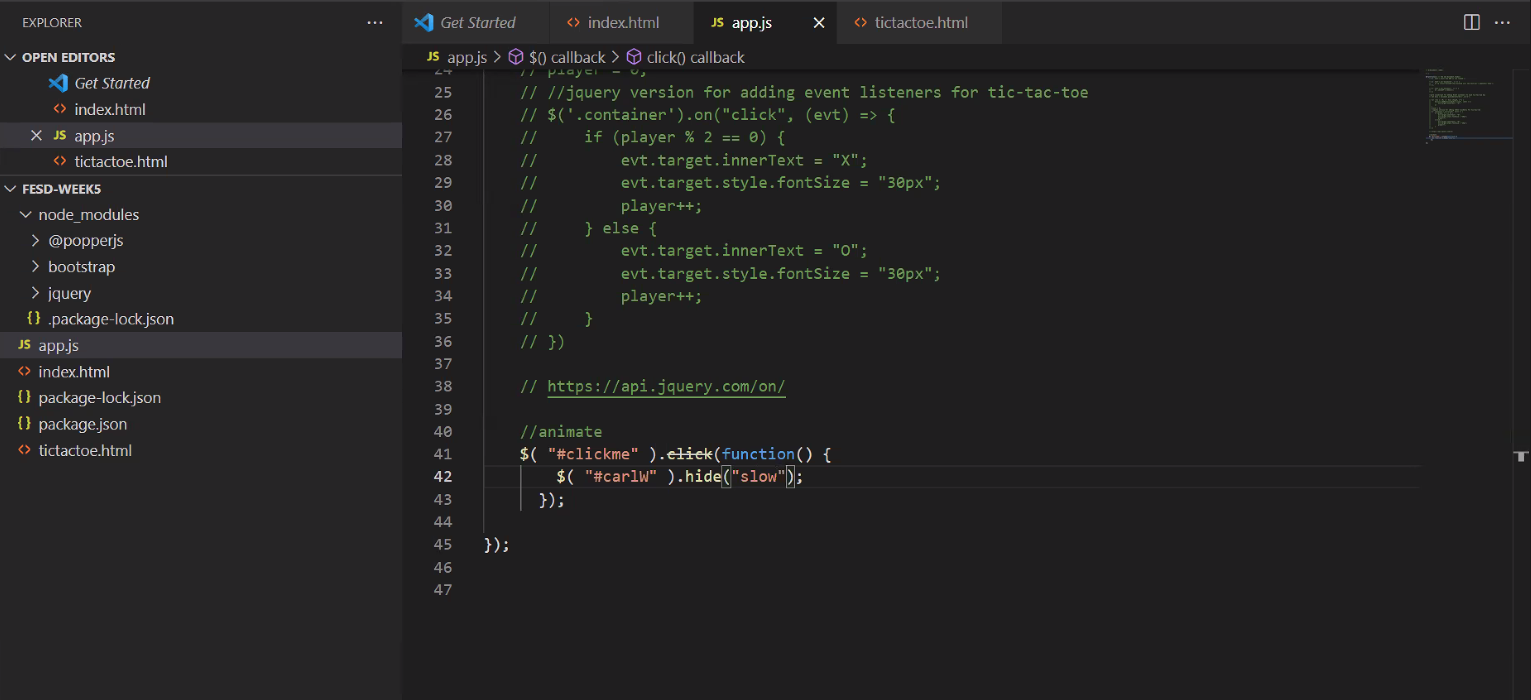 EXPLORER
OPEN EDITORS
Get Started
index.html
JS app.js
tictactoe.html
FESD-WEEK5
node_modules
@popperjs
bootstrap
jquery
{} .package-lock.json
JS app.js
index.html
{} package-lock.json
{} package.json
tictactoe.html
Get Started <> index.html JS app.js <> tictactoe.html
JS app.js > $() callback > click() callback
24 // player = 0;
25 // //jquery version for adding event listeners for tic-tac-toe
26 // $('.container').on("click", (evt) => {
27 //     if (player % 2 == 0) {
28 //         evt.target.innerText = "X";
29 //         evt.target.style.fontSize = "30px";
30 //         player++;
31 //     } else {
32 //         evt.target.innerText = "O";
33 //         evt.target.style.fontSize = "30px";
34 //         player++;
35 //     }
36 // })
37
38 // https://api.jquery.com/on/
39
40 //animate
41 $( "#clickme" ).click(function() {
42     $( "#carlW" ).hide("slow");
43   });
44
45 });
46
47